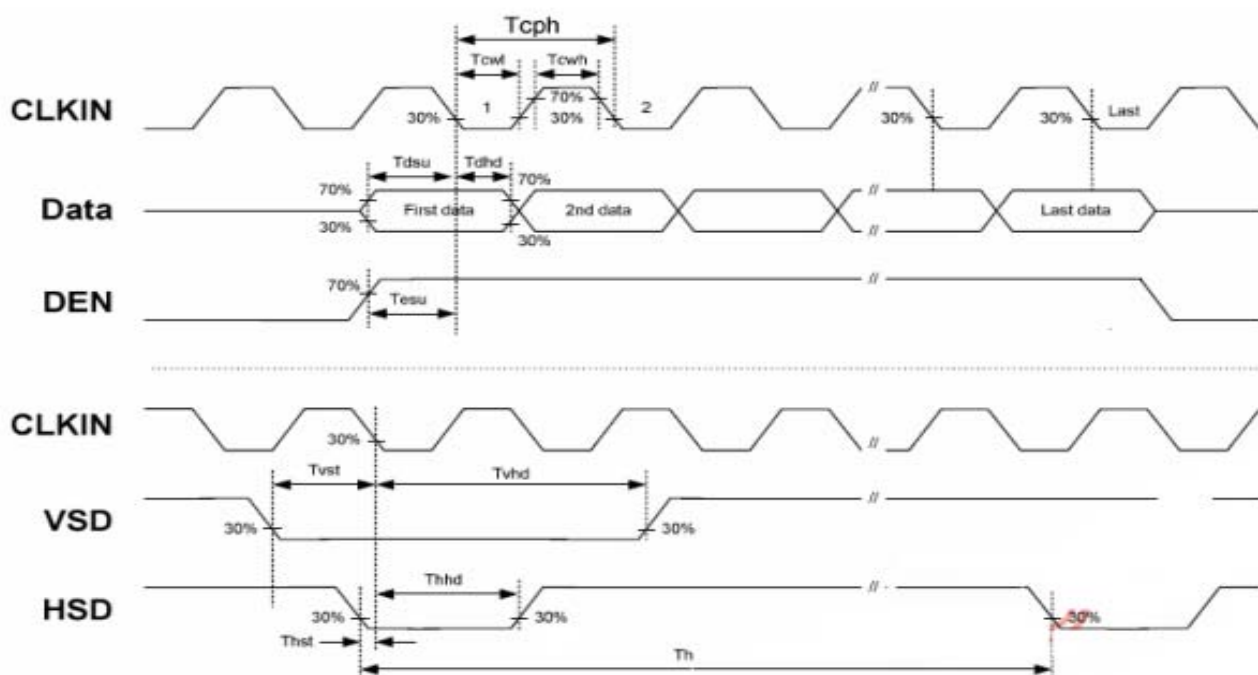 Tcph
Tcwl
Tcwh
CLKIN
30%
1
70%
30%
2
30%
30%
Last
Tdsu
Tdhd
70%
70%
Data
First data
2nd data
Last data
30%
30%
DEN
70%
Tesu
CLKIN
30%
Tvst
Tvhd
VSD
30%
30%
Thhd
HSD
30%
30%
30%
Thst
Th